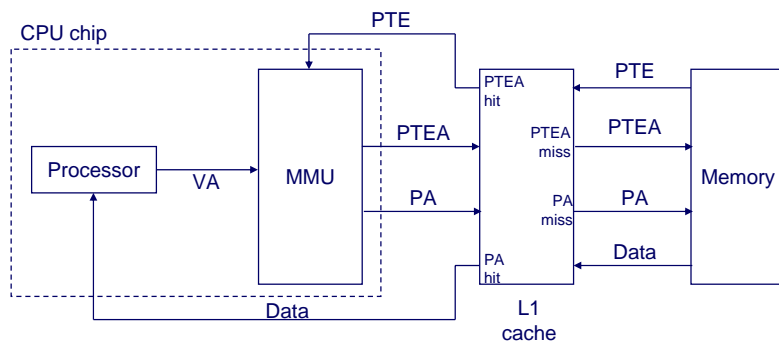 CPU chip
PTE
PTEA
hit
PTE
PTEA
PTEA
miss
PTEA
Processor
VA
MMU
PA
PA
miss
PA
Memory
PA
hit
Data
Data
L1
cache